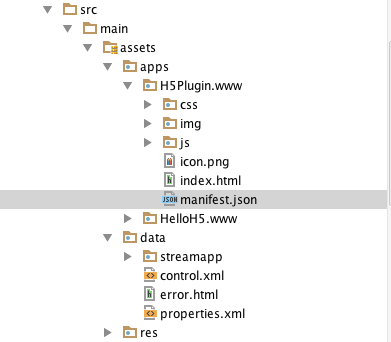 src
main
assets
apps
H5Plugin.www
css
img
js
icon.png
index.html
JSON manifest.json
HelloH5.www
data
streamapp
control.xml
error.html
properties.xml
res